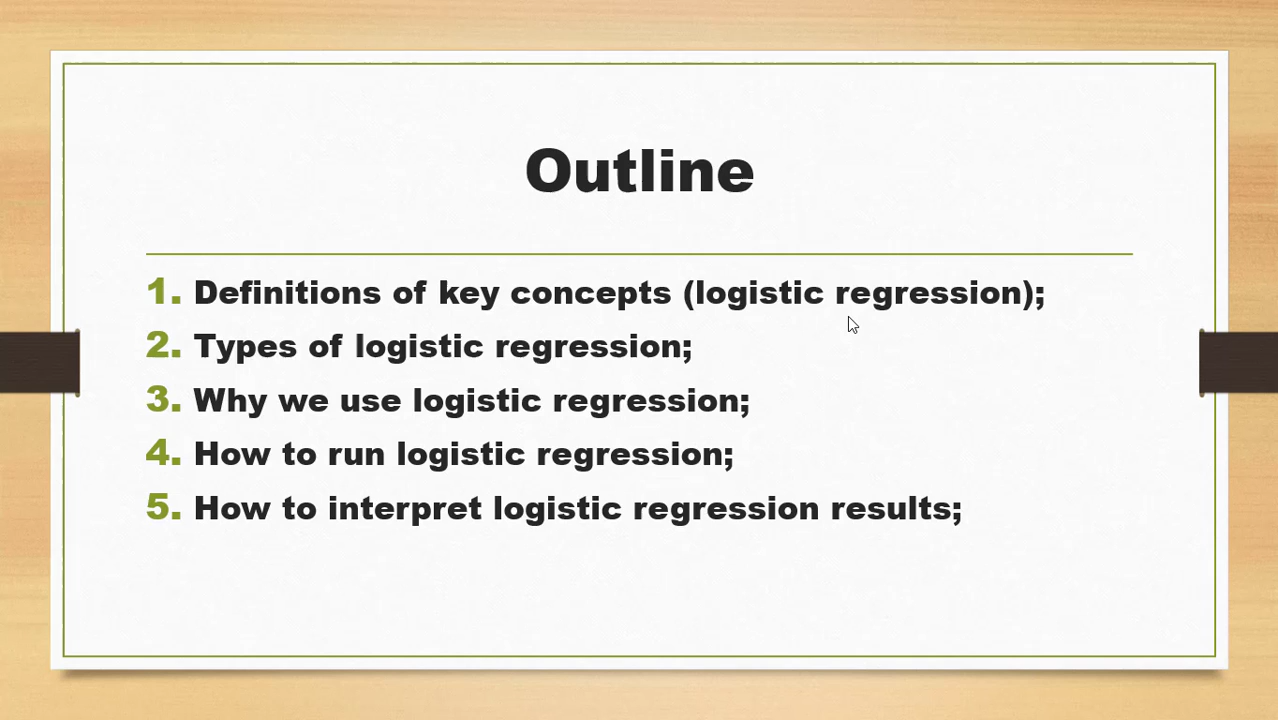 Outline
1. Definitions of key concepts (logistic regression);
2. Types of logistic regression;
3. Why we use logistic regression;
4. How to run logistic regression;
5. How to interpret logistic regression results;